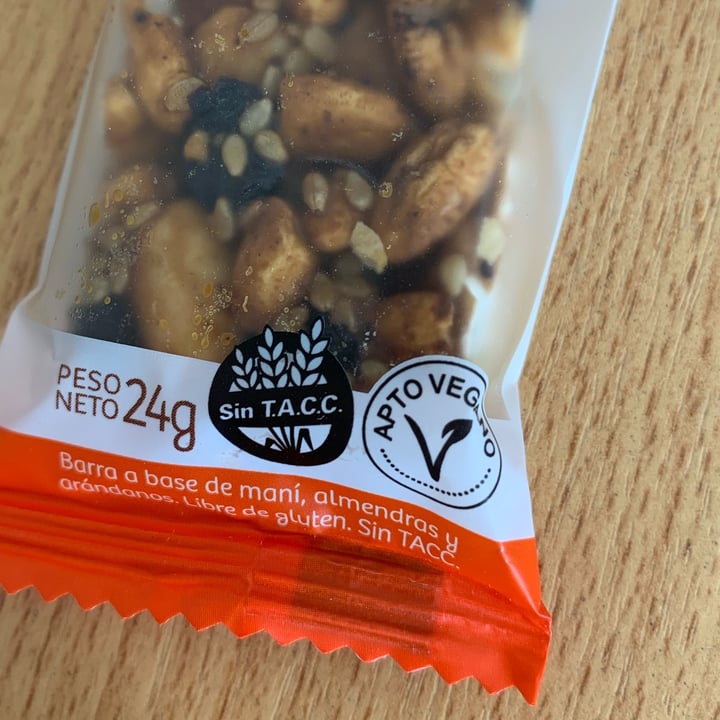 PESO
NETO 24g
Sin T.A.C.C.
APTO VEGANO
Barra a base de maní, almendras y
arándanos. Libre de gluten. Sin TACC.